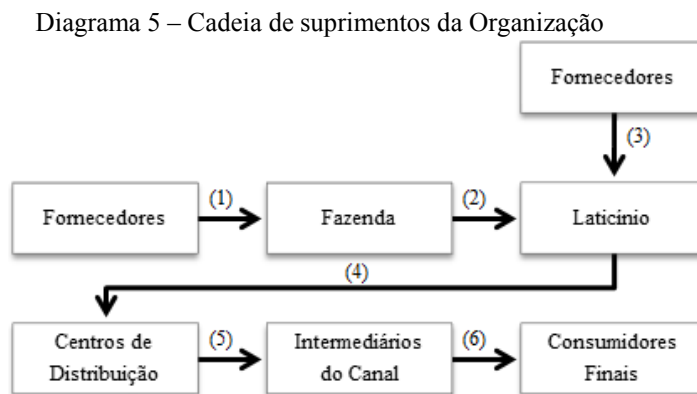 Diagrama 5 – Cadeia de suprimentos da Organização
Fornecedores
(3)
Fornecedores
(1)
Fazenda
(2)
Laticínio
(4)
Centros de
Distribuição
(5)
Intermediários
do Canal
(6)
Consumidores
Finais